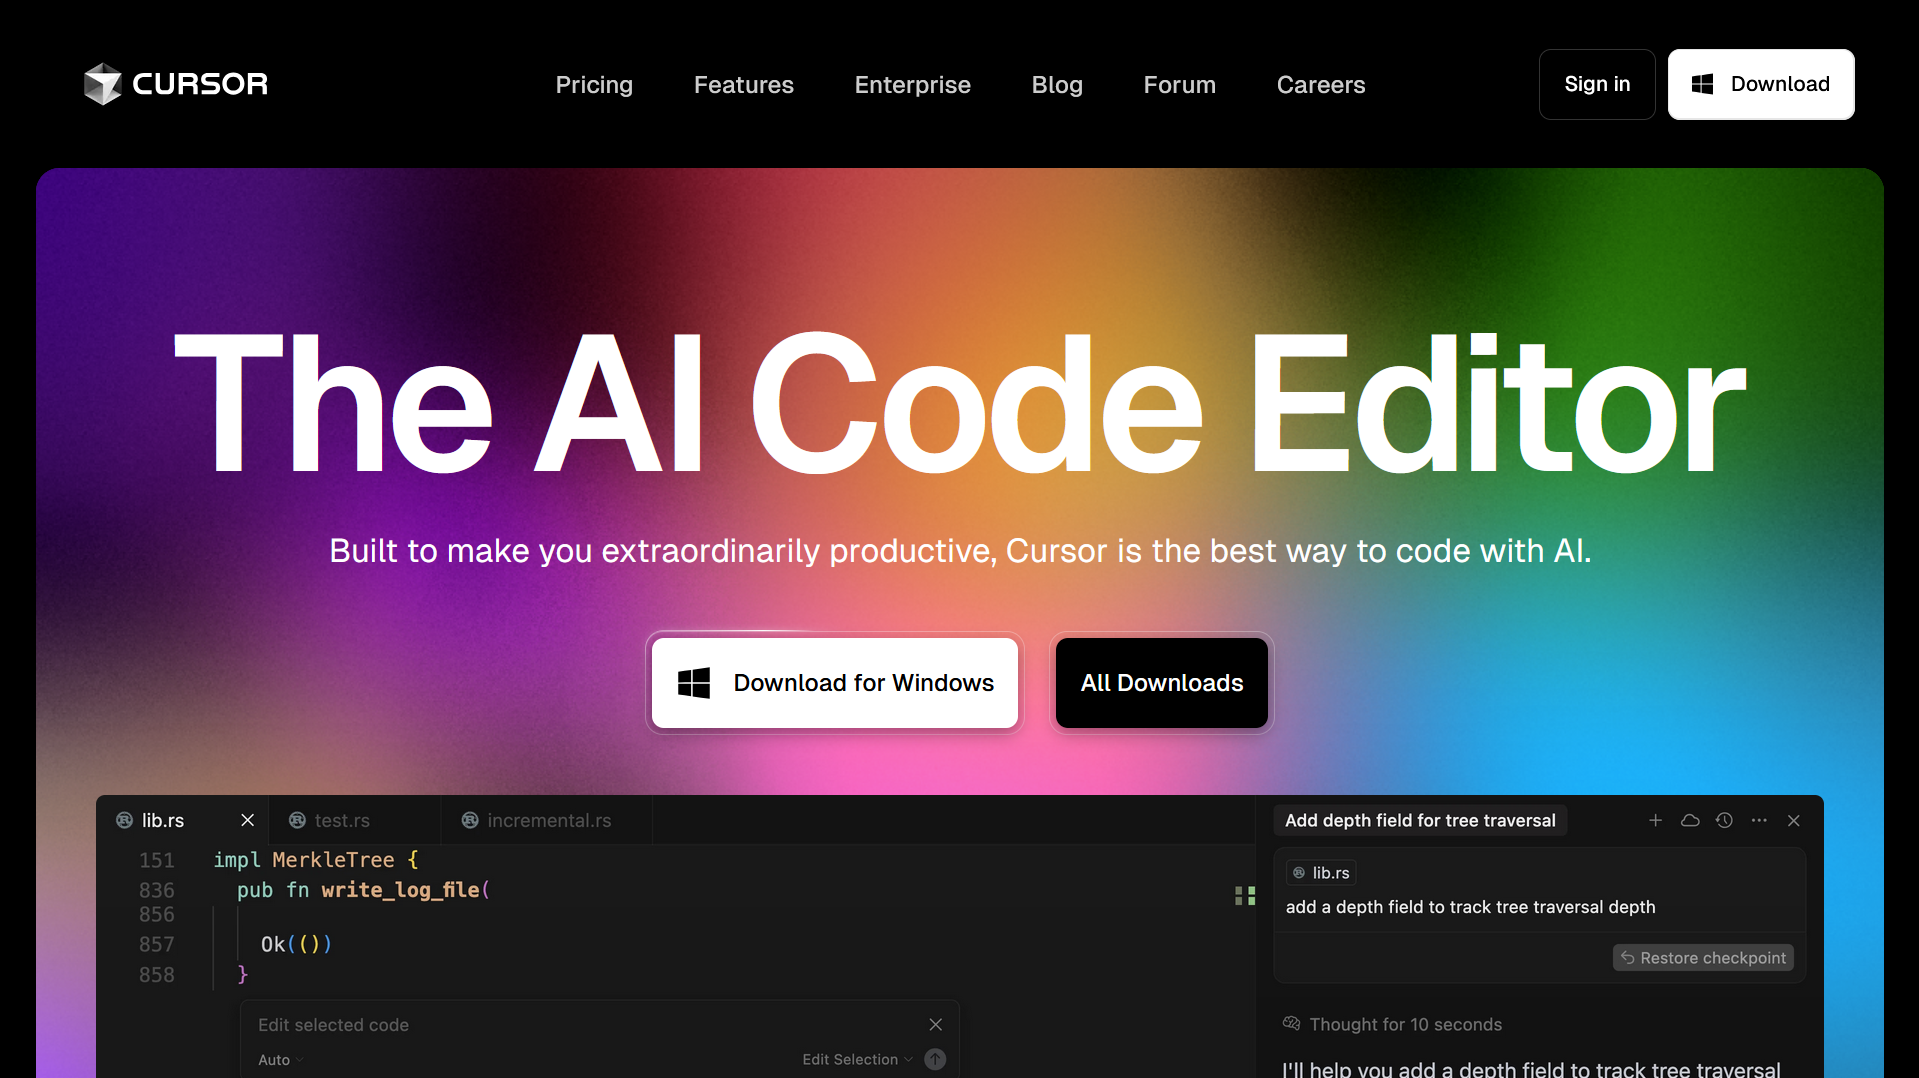 CURSOR
Pricing Features Enterprise Blog Forum Careers
Sign in
Download
The AI Code Editor
Built to make you extraordinarily productive, Cursor is the best way to code with AI.
Download for Windows
All Downloads
lib.rs
test.rs
incremental.rs
151 impl MerkleTree {
836 pub fn write_log_file(
856
857 Ok(())
858 }
Edit selected code
Auto
Edit Selection
Add depth field for tree traversal
lib.rs
add a depth field to track tree traversal depth
Restore checkpoint
Thought for 10 seconds
I'll help you add a depth field to track tree traversal